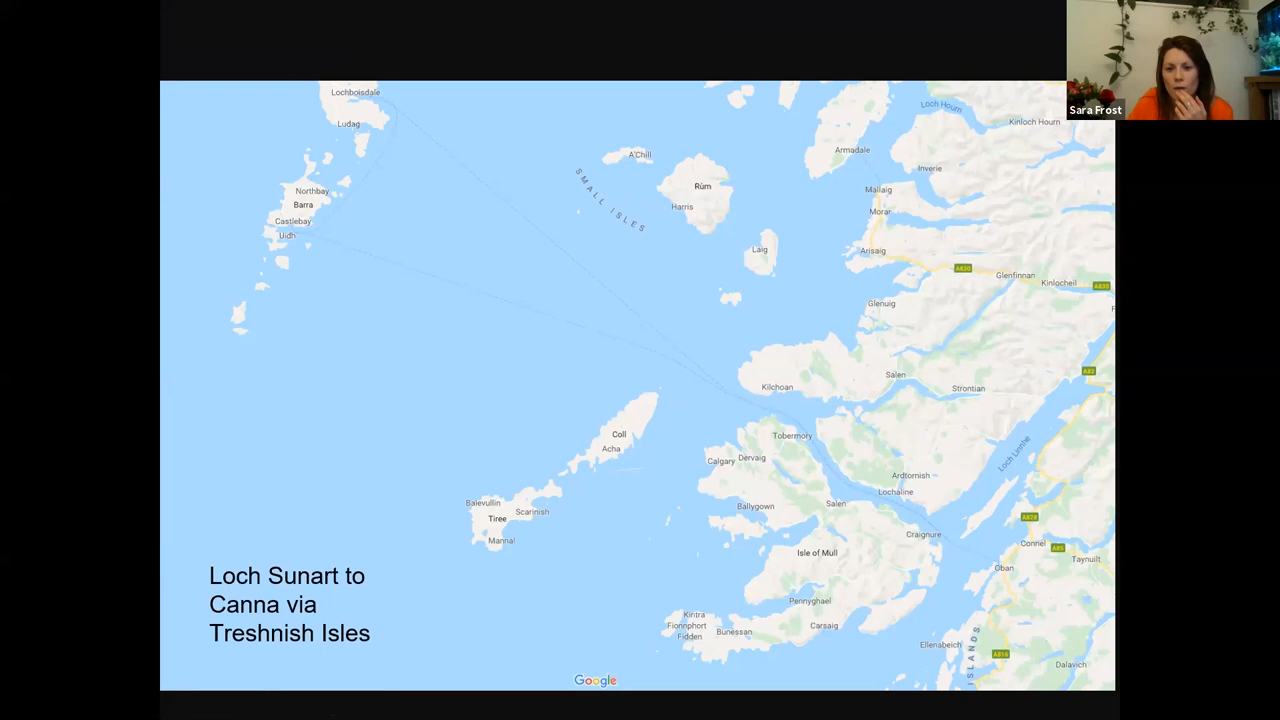 Sara Frost
Lochboisdale
Ludag
Loch Hourn
Kinloch Hourn
A'Chill
Armadale
Inverie
Rùm
Harris
SMALL ISLES
Northbay
Barra
Castlebay
Uidh
Mallaig
Morar
Laig
Arisaig
A830
Glenfinnan
Kinlocheil
A830
Glenuig
Kilchoan
Salen
Strontian
A82
Coll
Acha
Tobermory
Calgary
Dervaig
Loch Linnhe
Ardtornish
Lochaline
Balevullin
Tiree
Scarinish
Mannal
Ballygown
Salen
Craignure
A828
Connel
A85
Taynuilt
Oban
Isle of Mull
Pennyghael
Carsaig
Kintra
Fionnphort
Fidden
Bunessan
Ellenabeich
ISLANDS
A816
Dalavich
Loch Sunart to
Canna via
Treshnish Isles
Google